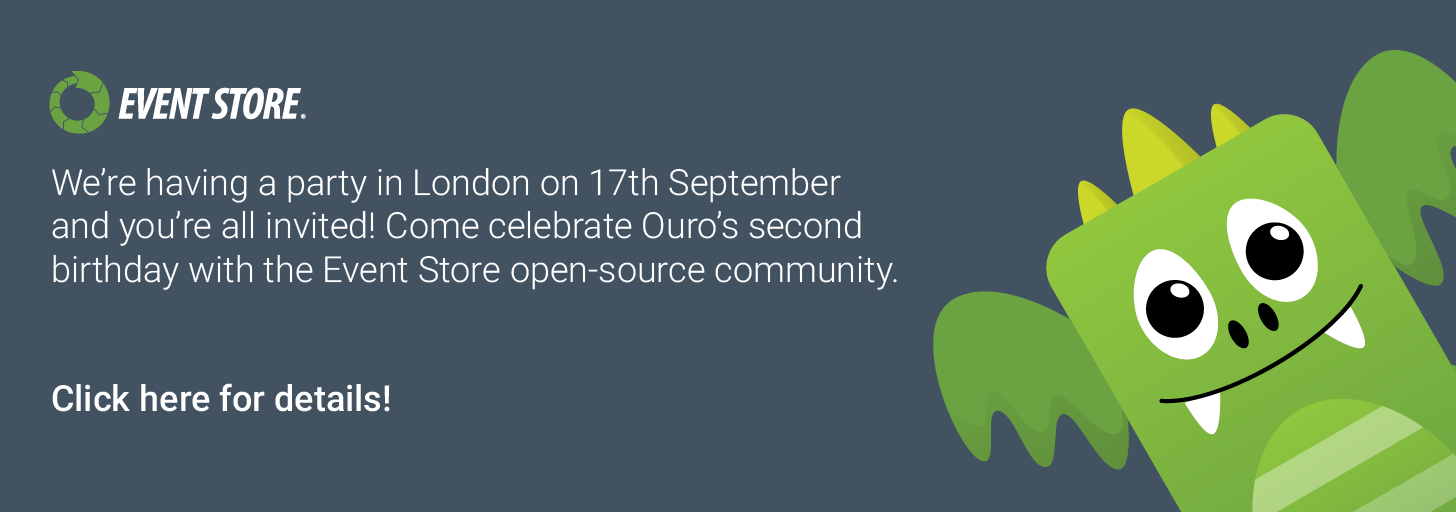 EVENT STORE®
We’re having a party in London on 17th September
and you’re all invited! Come celebrate Ouro’s second
birthday with the Event Store open-source community.
Click here for details!